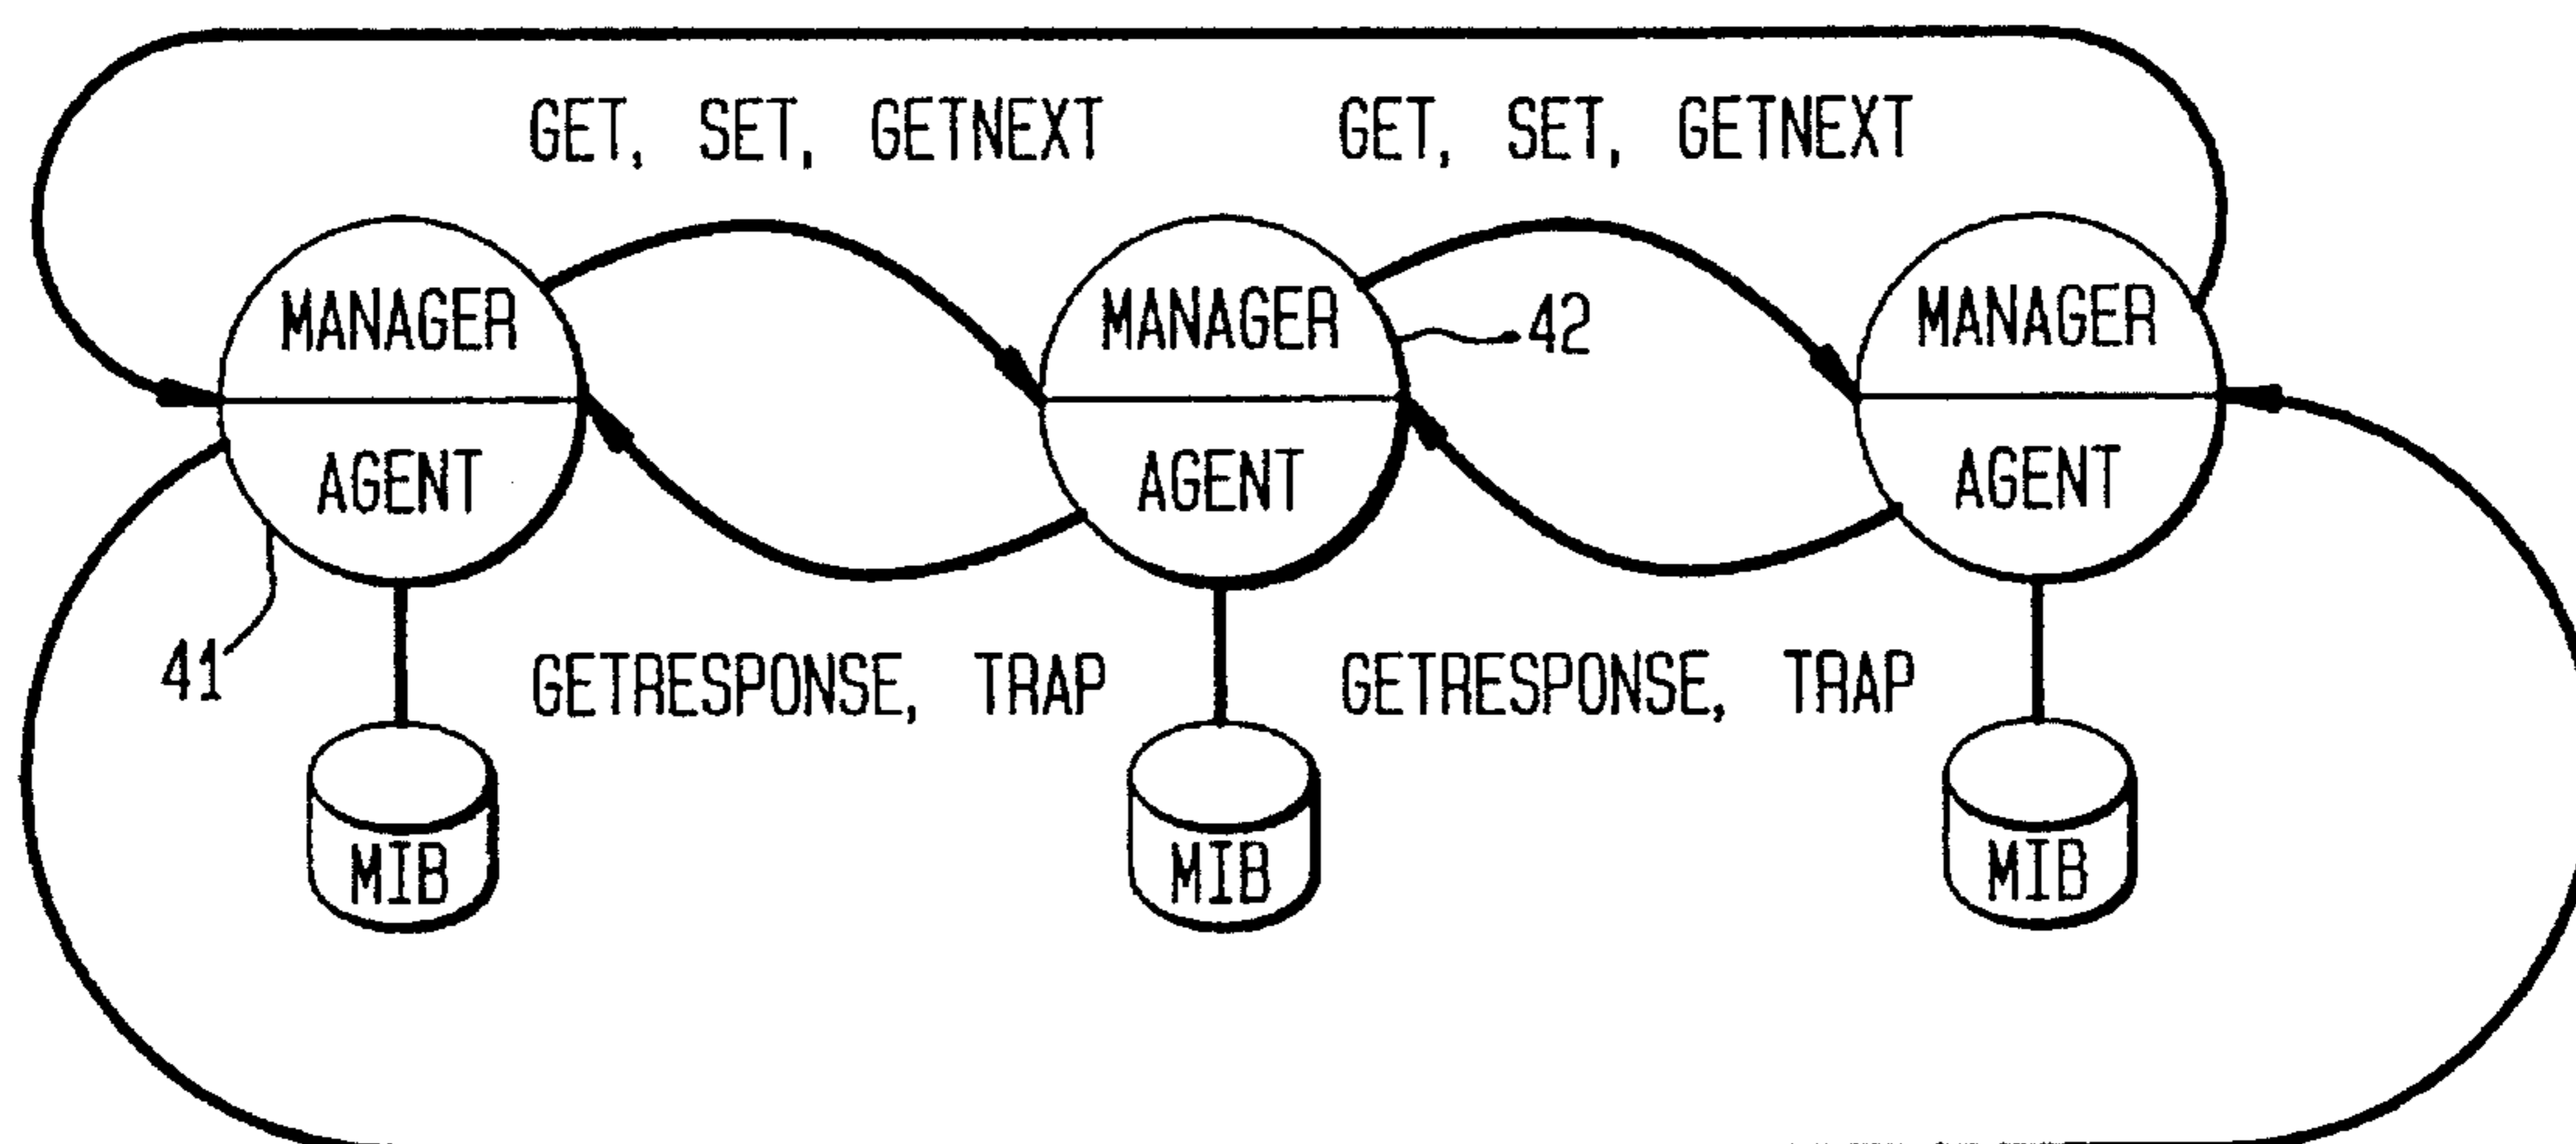 GET, SET, GETNEXT
GET, SET, GETNEXT
MANAGER
MANAGER
42
MANAGER
AGENT
AGENT
AGENT
41
GETRESPONSE, TRAP
GETRESPONSE, TRAP
MIB
MIB
MIB